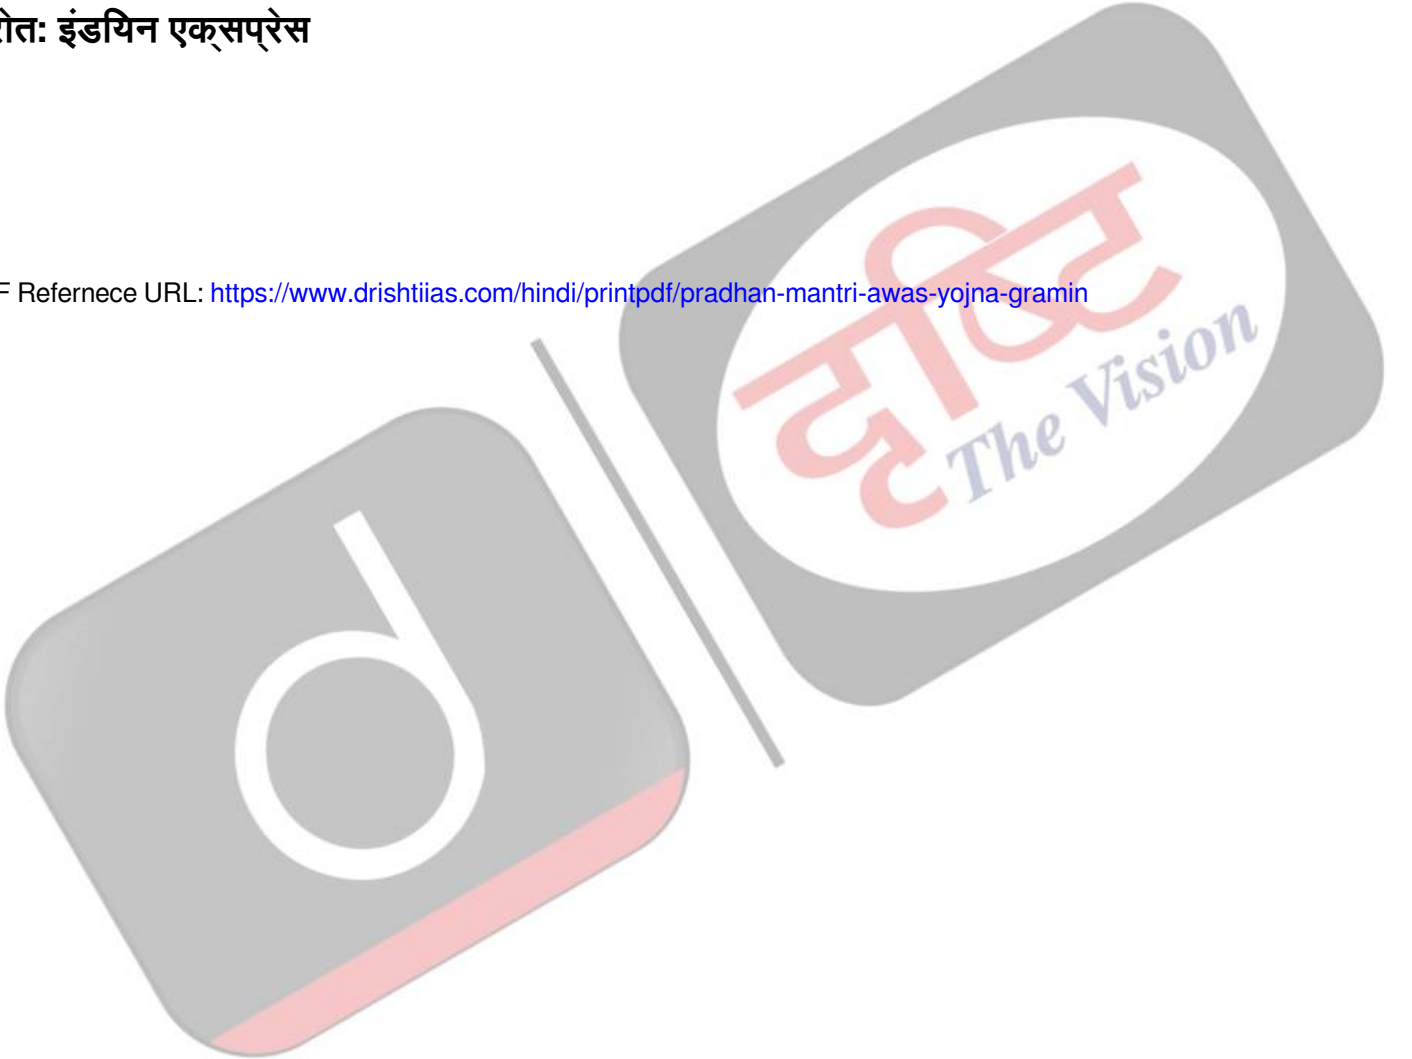 रोत: इंडियन एक्सप्रेस
F Refernece URL: https://www.drishtiias.com/hindi/printpdf/pradhan-mantri-awas-yojna-gramin
दृष्टि
The Vision
d